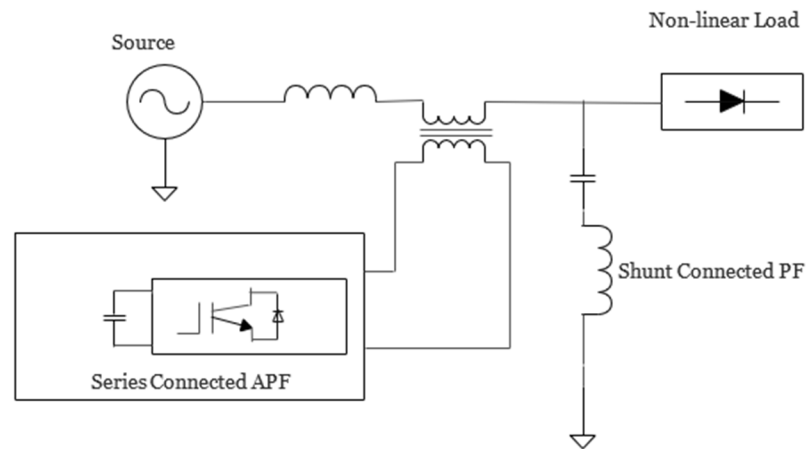 Non-linear Load
Source
Shunt Connected PF
Series Connected APF